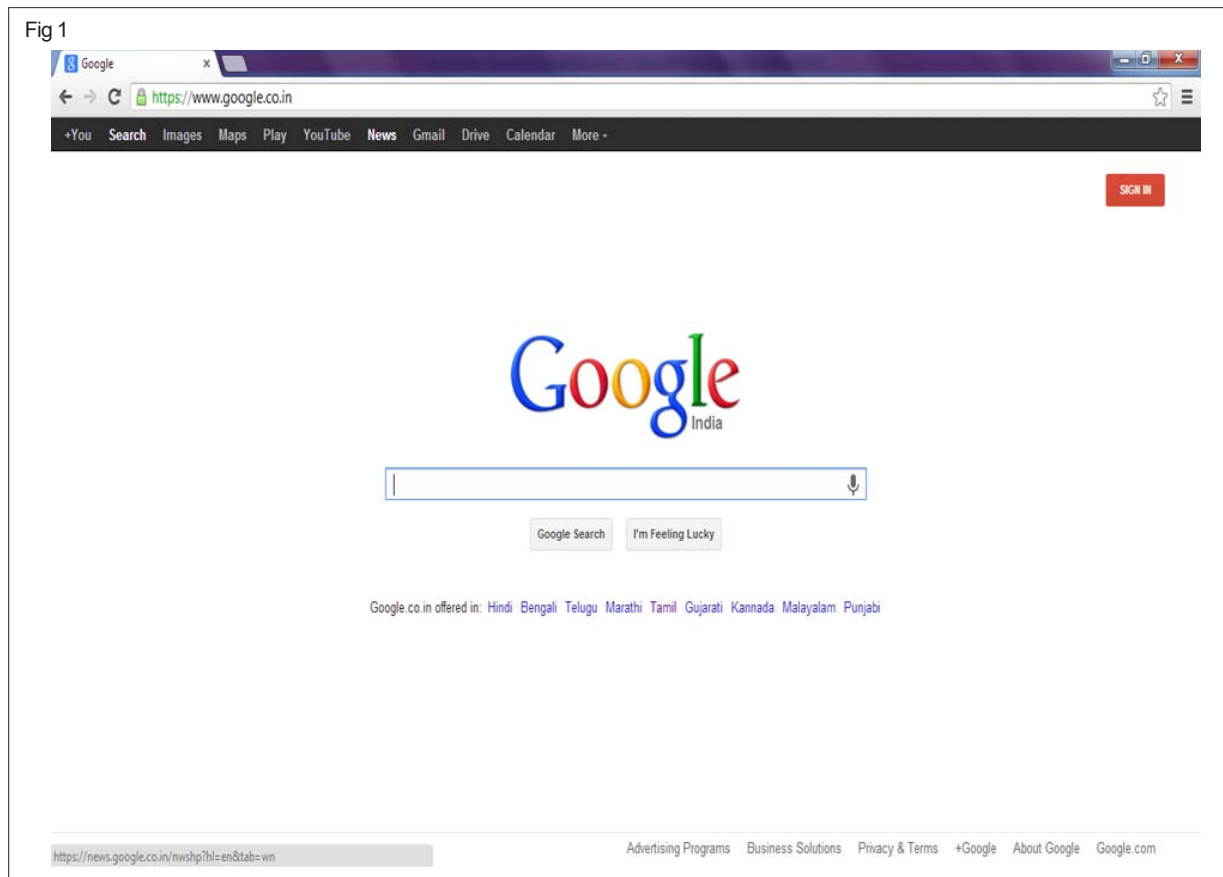 Fig 1
Google x
https://www.google.co.in
+You Search Images Maps Play YouTube News Gmail Drive Calendar More
SIGN IN
Google
India
Google Search I'm Feeling Lucky
Google.co.in offered in: Hindi Bengali Telugu Marathi Tamil Gujarati Kannada Malayalam Punjabi
Advertising Programs Business Solutions Privacy & Terms +Google About Google Google.com
https://news.google.co.in/nwshp?hl=en&tab=wn